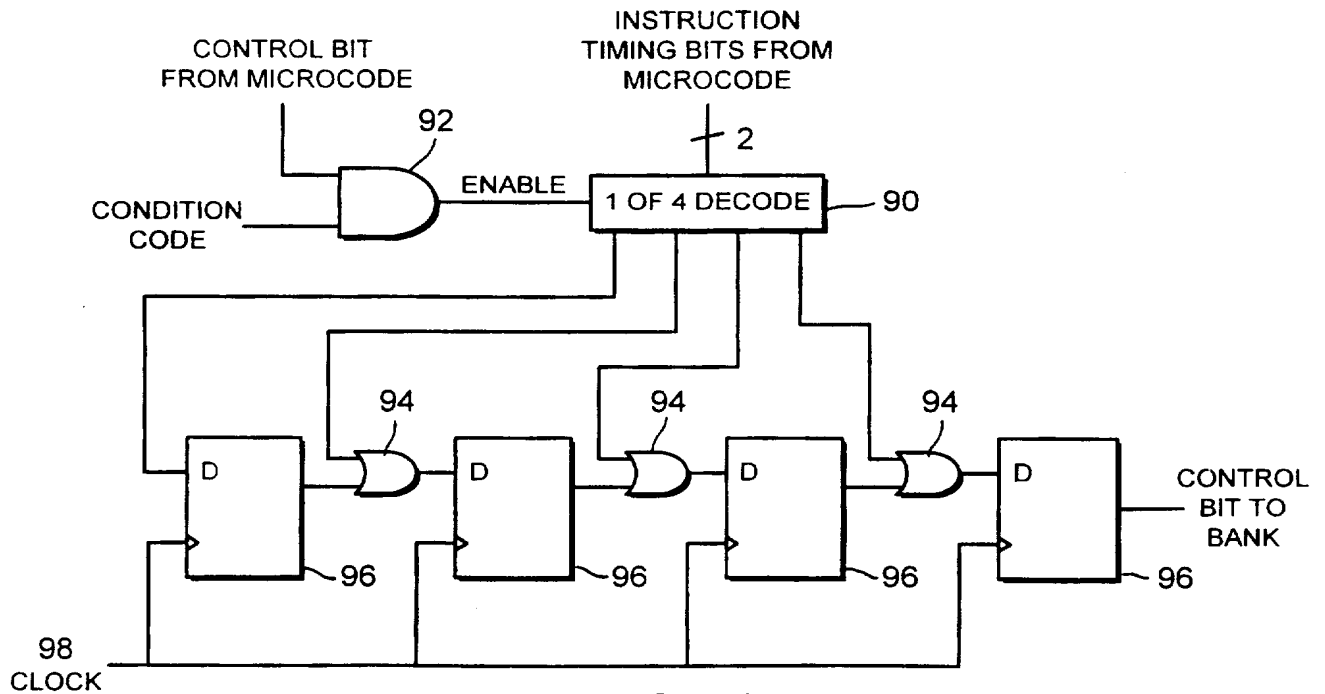 INSTRUCTION
TIMING BITS FROM
MICROCODE
CONTROL BIT
FROM MICROCODE
92
2
ENABLE
1 OF 4 DECODE
90
CONDITION
CODE
94
94
94
D
D
D
D
CONTROL
BIT TO
BANK
96
96
96
96
98
CLOCK